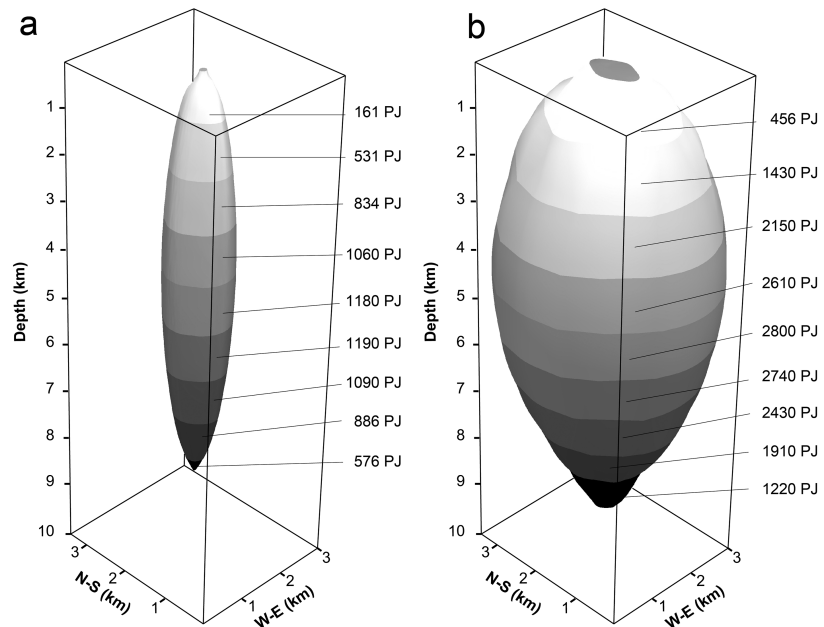 a
1
2
3
4
5
6
7
8
9
10
Depth (km)
161 PJ
531 PJ
834 PJ
1060 PJ
1180 PJ
1190 PJ
1090 PJ
886 PJ
576 PJ
3
2
1
N-S (km)
1
2
3
W-E (km)
b
1
2
3
4
5
6
7
8
9
10
Depth (km)
456 PJ
1430 PJ
2150 PJ
2610 PJ
2800 PJ
2740 PJ
2430 PJ
1910 PJ
1220 PJ
3
2
1
N-S (km)
1
2
3
W-E (km)